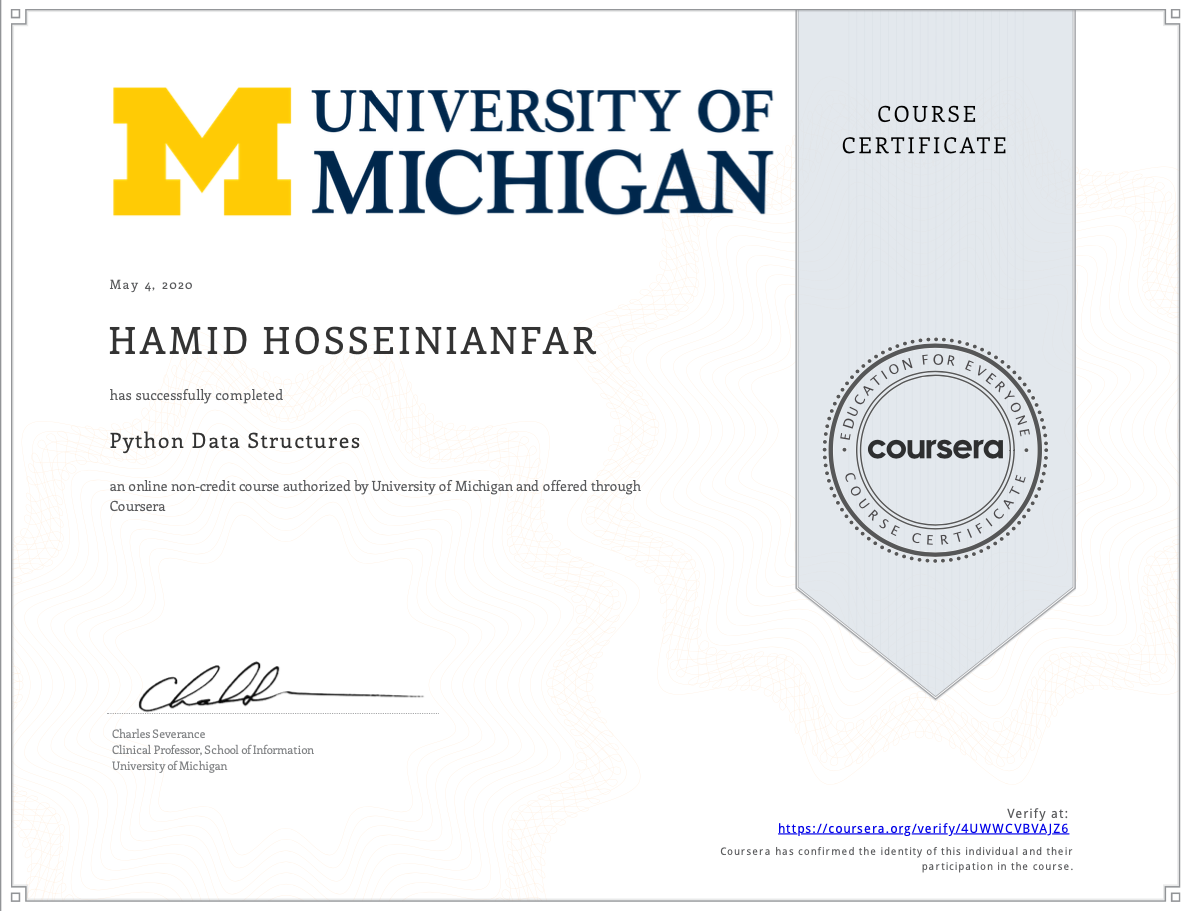 UNIVERSITY OF
MICHIGAN
COURSE
CERTIFICATE
May 4, 2020
HAMID HOSSEINIANFAR
has successfully completed
Python Data Structures
an online non-credit course authorized by University of Michigan and offered through
Coursera
EDUCATION FOR EVERYONE
coursera
COURSE CERTIFICATE
Charles Severance
Clinical Professor, School of Information
University of Michigan
Verify at:
https://coursera.org/verify/4UWWCVBVAJZ6
Coursera has confirmed the identity of this individual and their
participation in the course.